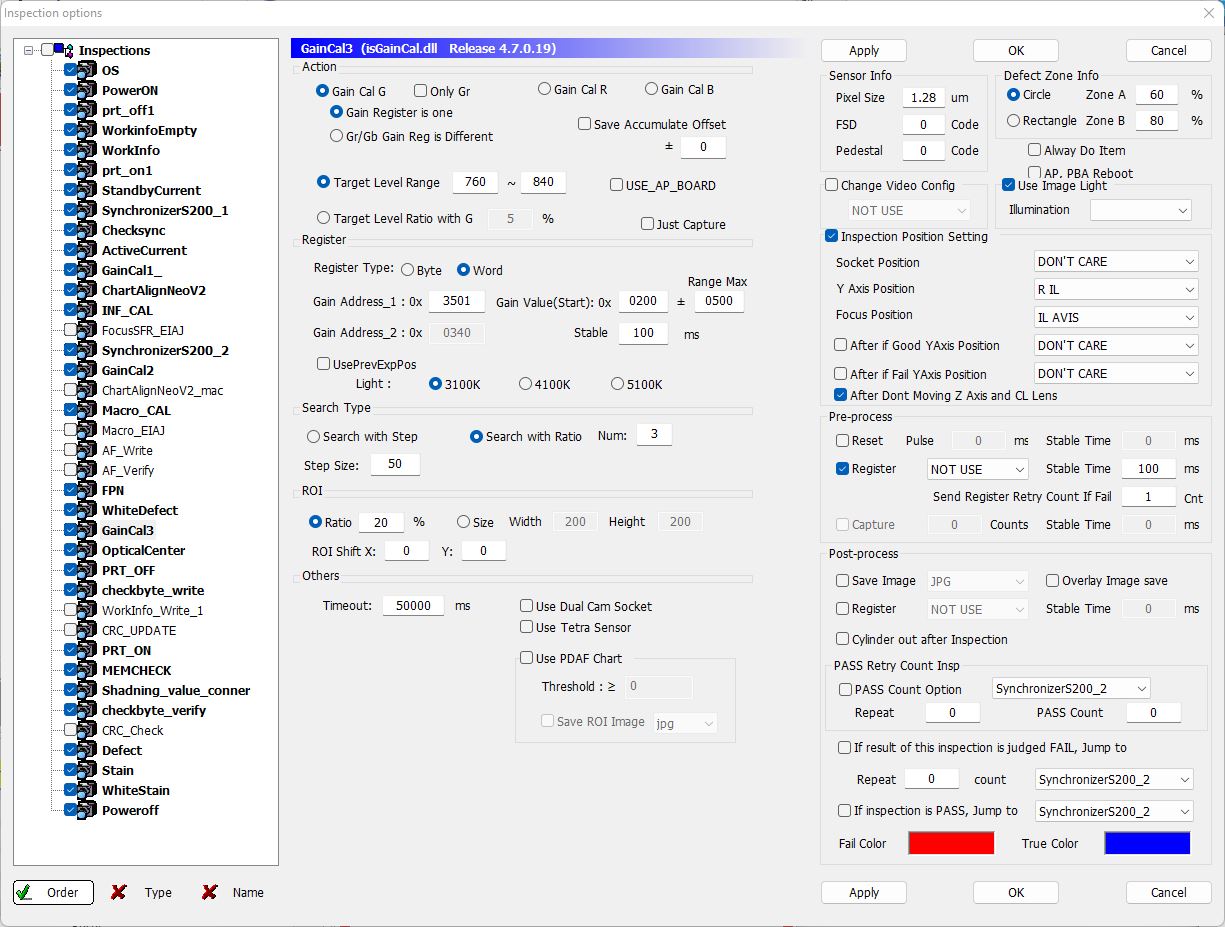 Inspection options
Inspections
OS
PowerON
prt_off1
WorkinfoEmpty
WorkInfo
prt_on1
StandbyCurrent
SynchronizerS200_1
Checksync
ActiveCurrent
GainCal1_
ChartAlignNeoV2
INF_CAL
FocusSFR_EIAJ
SynchronizerS200_2
GainCal2
ChartAlignNeoV2_mac
Macro_CAL
Macro_EIAJ
AF_Write
AF_Verify
FPN
WhiteDefect
GainCal3
OpticalCenter
PRT_OFF
checkbyte_write
WorkInfo_Write_1
CRC_UPDATE
PRT_ON
MEMCHECK
Shadning_value_conner
checkbyte_verify
CRC_Check
Defect
Stain
WhiteStain
Poweroff
Order Type Name
GainCal3 (isGainCal.dll Release 4.7.0.19)
Action
Gain Cal G Only Gr Gain Cal R Gain Cal B
Gain Register is one
Gr/Gb Gain Reg is Different Save Accumulate Offset
± 0
Target Level Range 760 ~ 840 USE_AP_BOARD
Target Level Ratio with G 5 % Just Capture
Register
Register Type: Byte Word
Range Max
Gain Address_1 : 0x 3501 Gain Value(Start): 0x 0200 ± 0500
Gain Address_2 : 0x 0340 Stable 100 ms
UsePrevExpPos
Light : 3100K 4100K 5100K
Search Type
Search with Step Search with Ratio Num: 3
Step Size: 50
ROI
Ratio 20 % Size Width 200 Height 200
ROI Shift X: 0 Y: 0
Others
Timeout: 50000 ms Use Dual Cam Socket
Use Tetra Sensor
Use PDAF Chart
Threshold : ≥ 0
Save ROI Image jpg
Apply OK Cancel
Sensor Info
Pixel Size 1.28 um
FSD 0 Code
Pedestal 0 Code
Defect Zone Info
Circle Zone A 60 %
Rectangle Zone B 80 %
Alway Do Item
AP, PBA Reboot
Change Video Config
NOT USE
Use Image Light
Illumination
Inspection Position Setting
Socket Position DON'T CARE
Y Axis Position R IL
Focus Position IL AVIS
After if Good YAxis Position DON'T CARE
After if Fail YAxis Position DON'T CARE
After Dont Moving Z Axis and CL Lens
Pre-process
Reset Pulse 0 ms Stable Time 0 ms
Register NOT USE Stable Time 100 ms
Send Register Retry Count If Fail 1 Cnt
Capture 0 Counts Stable Time 0 ms
Post-process
Save Image JPG Overlay Image save
Register NOT USE Stable Time 0 ms
Cylinder out after Inspection
PASS Retry Count Insp
PASS Count Option SynchronizerS200_2
Repeat 0 PASS Count 0
If result of this inspection is judged FAIL, Jump to
Repeat 0 count SynchronizerS200_2
If inspection is PASS, Jump to SynchronizerS200_2
Fail Color True Color
Apply OK Cancel